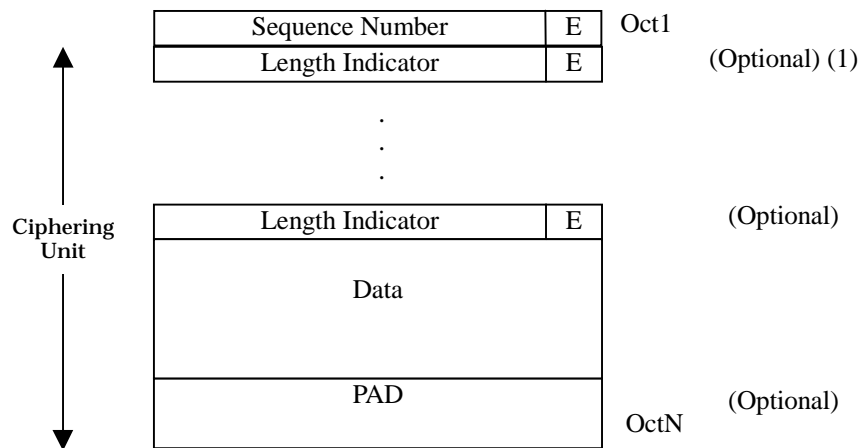 Sequence Number E Oct1
Length Indicator E (Optional) (1)
.
.
.
Length Indicator E (Optional)
Ciphering
Unit
Data
PAD (Optional)
OctN